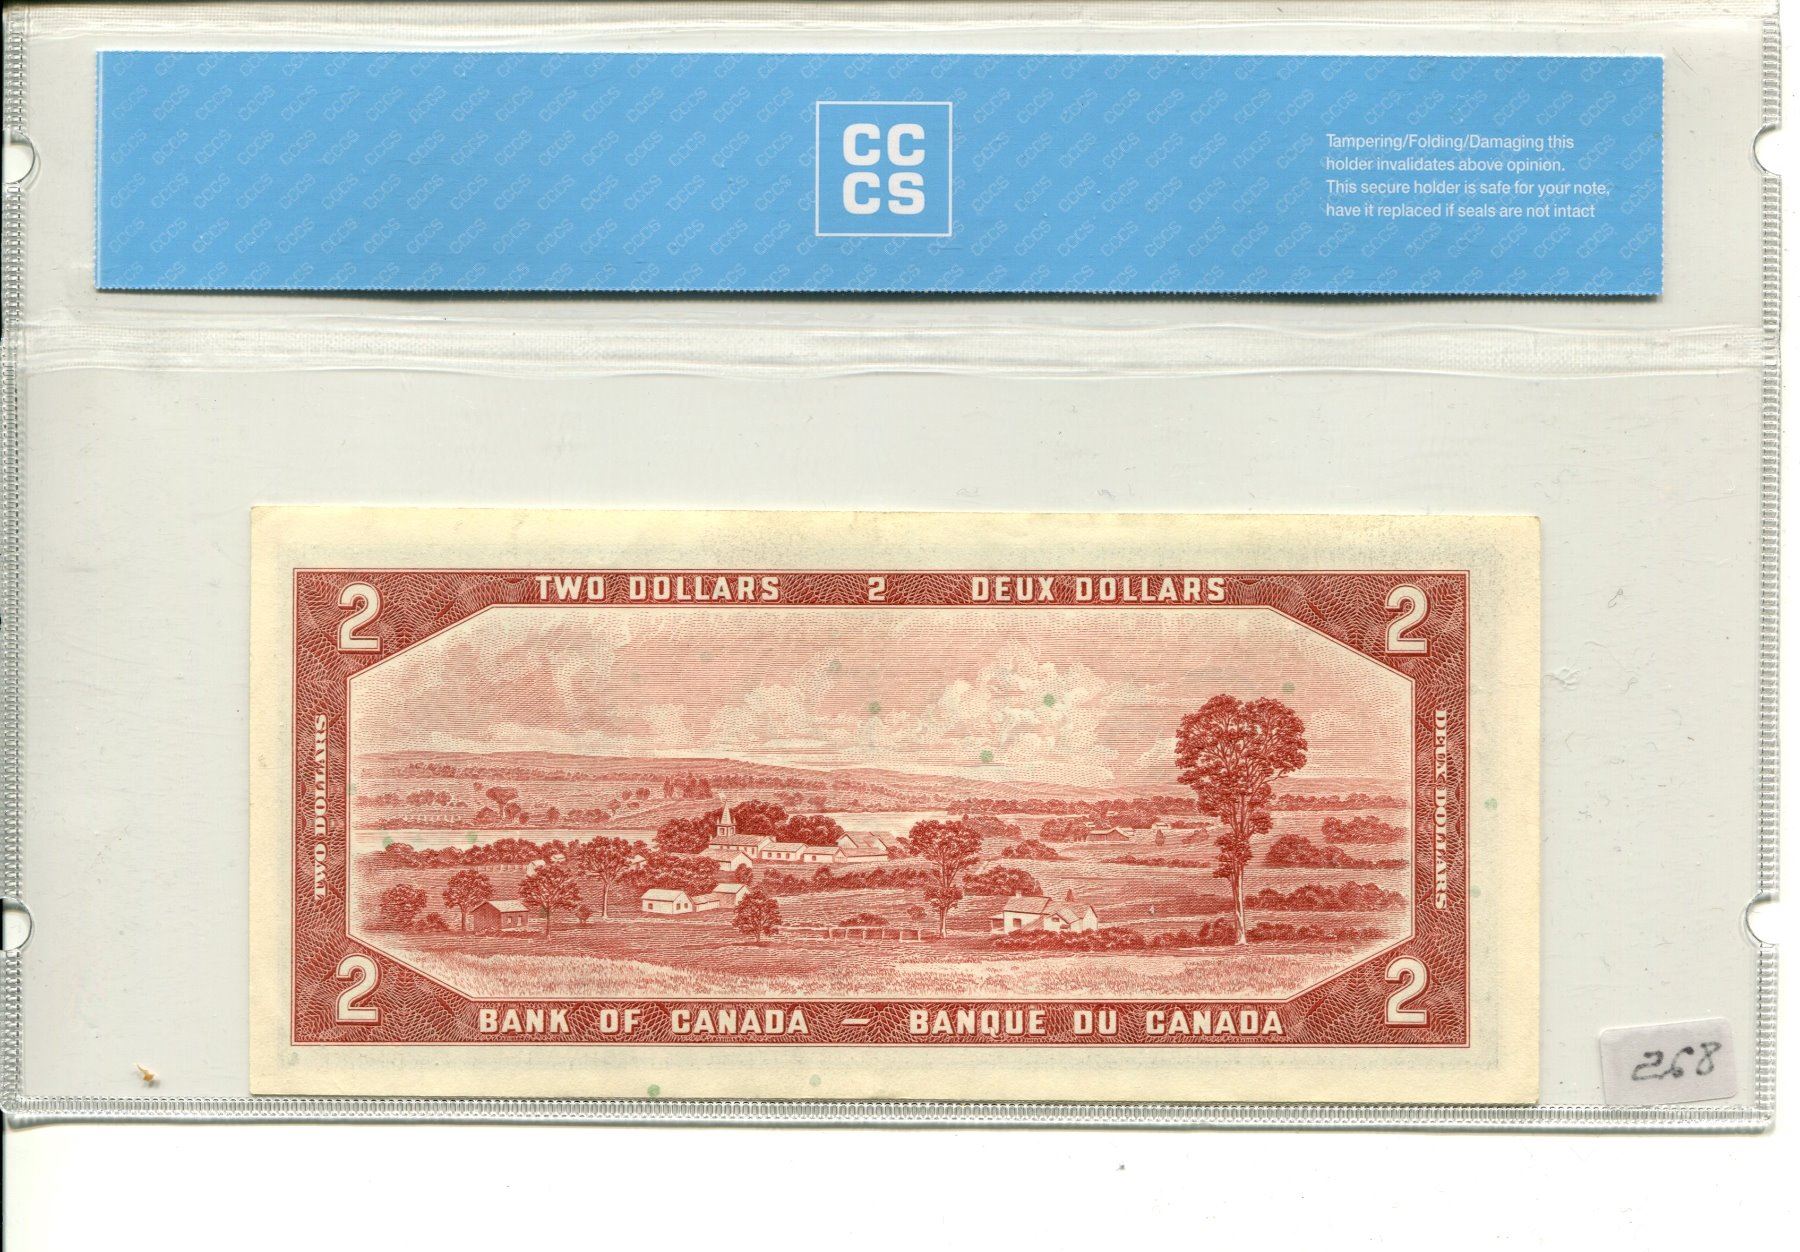 CC
CS
Tampering/Folding/Damaging this
holder invalidates above opinion.
This secure holder is safe for your note,
have it replaced if seals are not intact
2 TWO DOLLARS 2 DEUX DOLLARS 2
TWO DOLLARS
DEUX DOLLARS
2 BANK OF CANADA — BANQUE DU CANADA 2
268